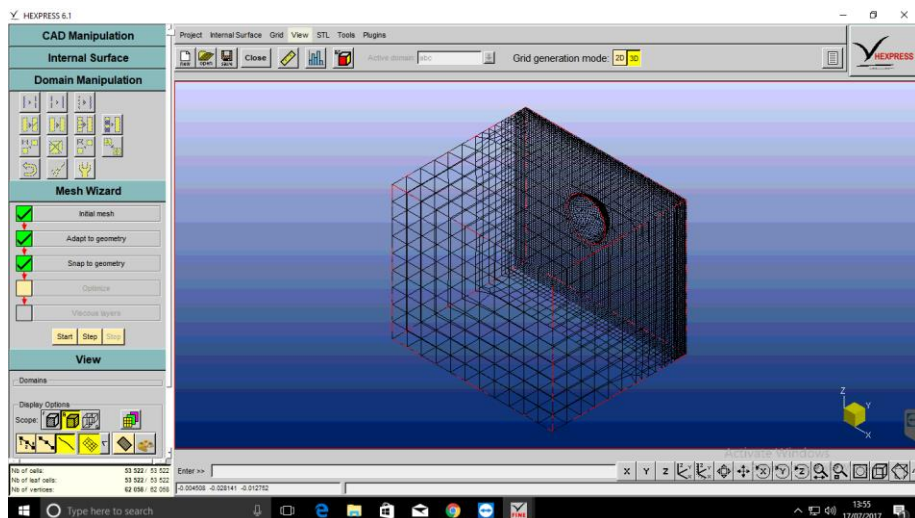 HEXPRESS 6.1
CAD Manipulation
Internal Surface
Domain Manipulation
Mesh Wizard
Initial mesh
Adapt to geometry
Snap to geometry
Optimize
Viscous layers
Start Step Stop
View
Domains
Display Options
Scope:
Nb of cells: 53 522 / 53 522
Nb of leaf cells: 53 522 / 53 522
Nb of vertices: 62 058 / 62 058
Project Internal Surface Grid View STL Tools Plugins
new open save Close Active domain abc Grid generation mode: 2D 3D
HEXPRESS
Z
Y
X
Activate Windows
Enter >> X Y Z
-0.004508 -0.028141 -0.012752
Type here to search
FINE
13:55
17/07/2017